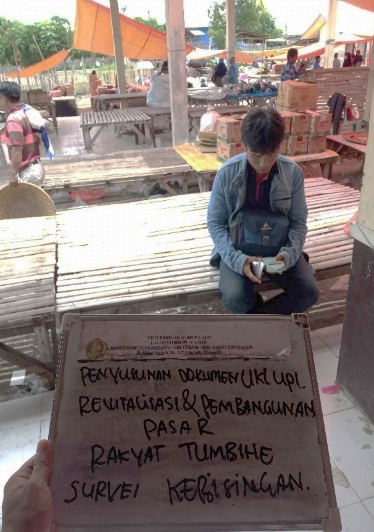 PENYUSUNAN DOKUMEN UKL UPL
REVITALISASI & PEMBANGUNAN
PASAR
RAKYAT TUMBIHE
SURVEI KEBISINGAN.